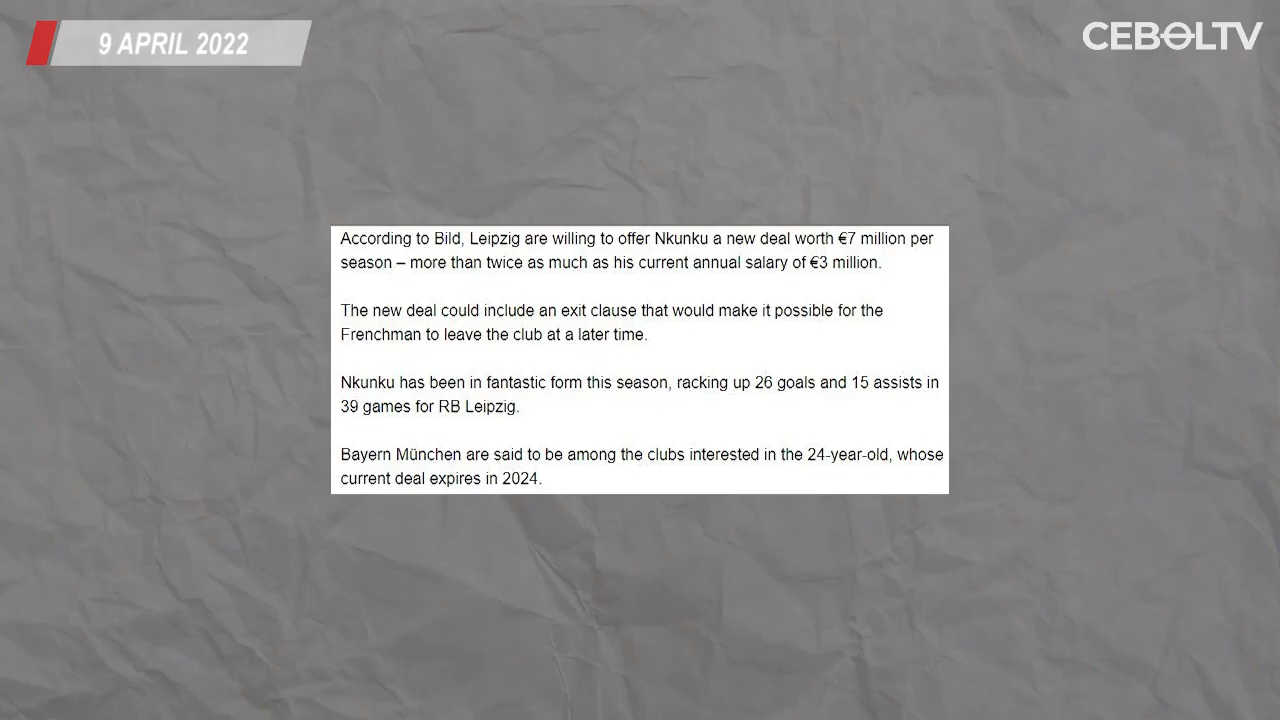 9 APRIL 2022
CEBOLTV
According to Bild, Leipzig are willing to offer Nkunku a new deal worth €7 million per
season – more than twice as much as his current annual salary of €3 million.
The new deal could include an exit clause that would make it possible for the
Frenchman to leave the club at a later time.
Nkunku has been in fantastic form this season, racking up 26 goals and 15 assists in
39 games for RB Leipzig.
Bayern München are said to be among the clubs interested in the 24-year-old, whose
current deal expires in 2024.